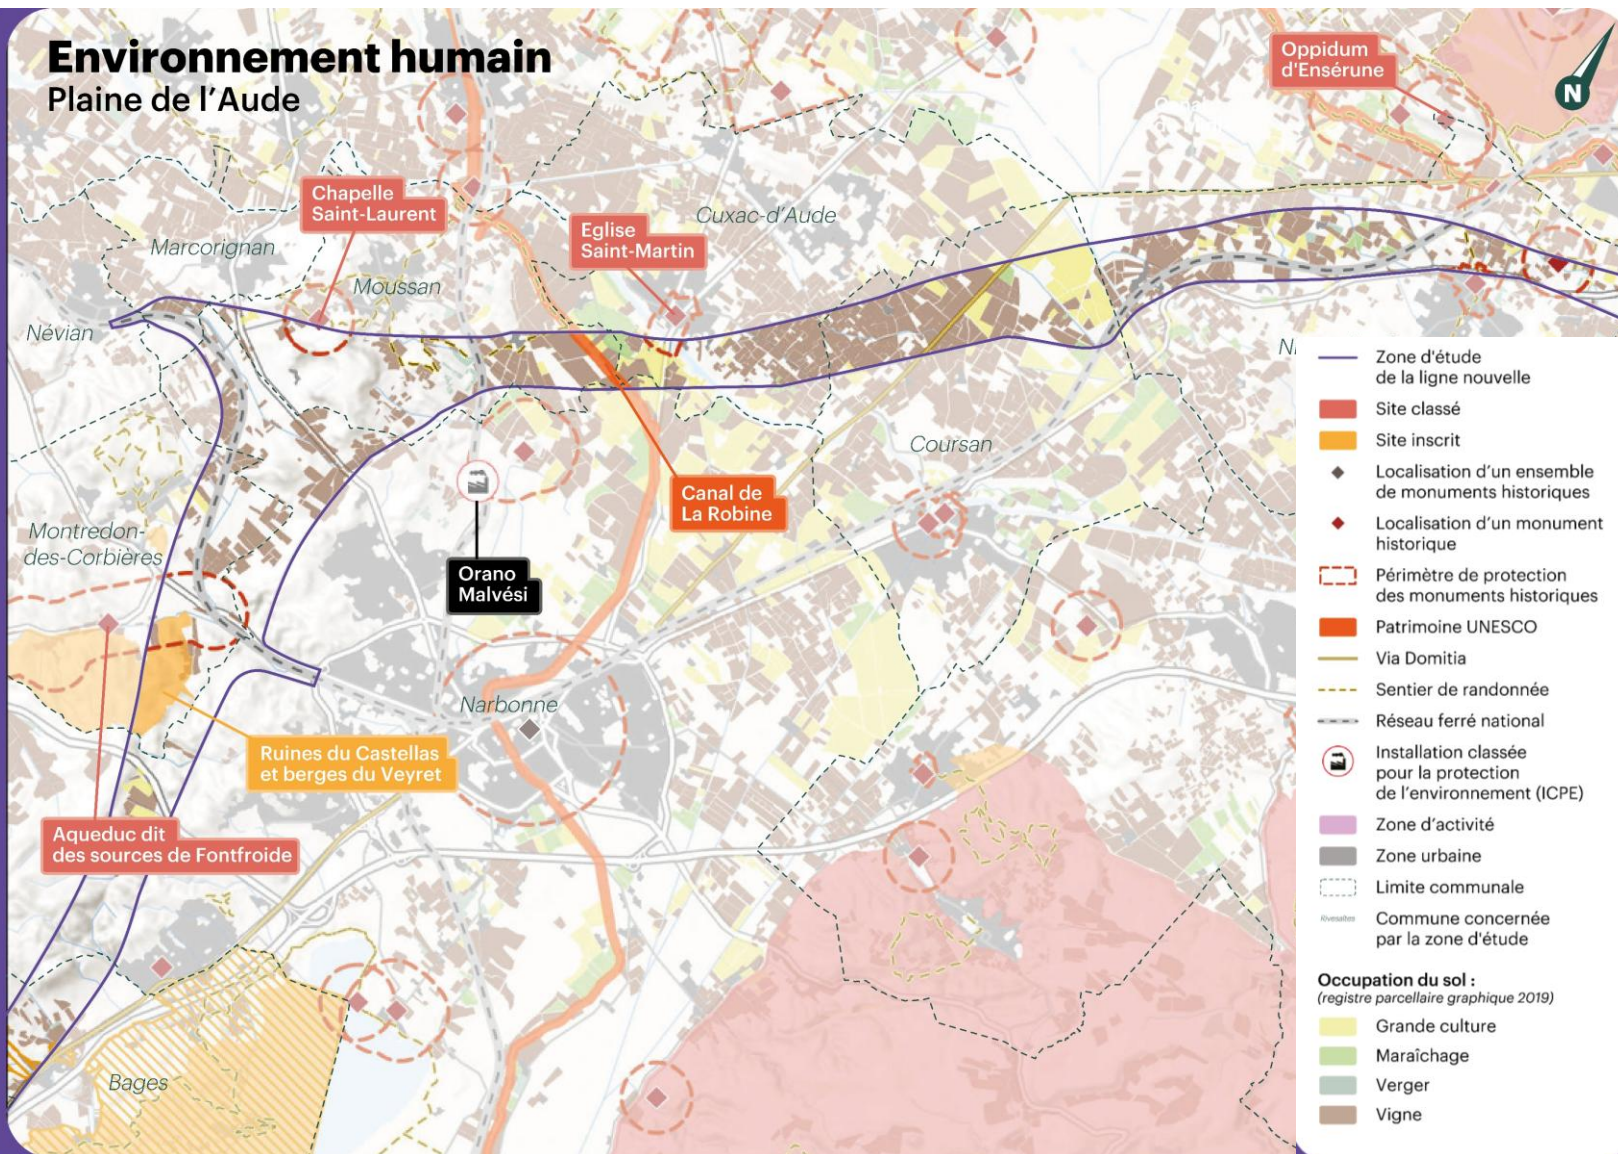 Environnement humain
Plaine de l'Aude
Oppidum
d'Ensérune
N
Chapelle
Saint-Laurent
Eglise
Saint-Martin
Cuxac-d'Aude
Marcorignan
Moussan
Névian
Coursan
Canal de
La Robine
Montredon-
des-Corbières
Orano
Malvési
Narbonne
Ruines du Castellas
et berges du Veyret
Aqueduc dit
des sources de Fontfroide
Bages
Zone d'étude
de la ligne nouvelle
Site classé
Site inscrit
Localisation d'un ensemble
de monuments historiques
Localisation d'un monument
historique
Périmètre de protection
des monuments historiques
Patrimoine UNESCO
Via Domitia
Sentier de randonnée
Réseau ferré national
Installation classée
pour la protection
de l'environnement (ICPE)
Zone d'activité
Zone urbaine
Limite communale
Rivesaltes
Commune concernée
par la zone d'étude
Occupation du sol :
(registre parcellaire graphique 2019)
Grande culture
Maraîchage
Verger
Vigne